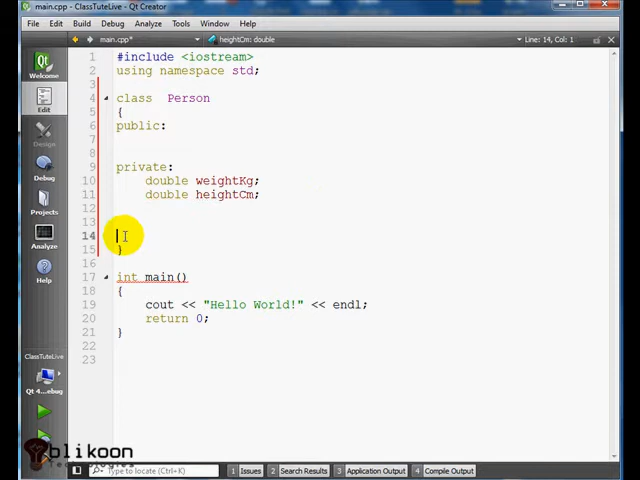 main.cpp - ClassTuteLive - Qt Creator
File Edit Build Debug Analyze Tools Window Help
main.cpp* heightCm: double Line: 14, Col: 1
Welcome
Edit
Design
Debug
Projects
Analyze
Help
ClassTuteLive
Qt 4...ebug
1 #include <iostream>
2 using namespace std;
3
4 class  Person
5 {
6 public:
7
8
9 private:
10     double weightKg;
11     double heightCm;
12
13
14
15 }
16
17 int main()
18 {
19     cout << "Hello World!" << endl;
20     return 0;
21 }
22
23
blikoon
Technologies
Type to locate (Ctrl+K) 1 Issues 2 Search Results 3 Application Output 4 Compile Output